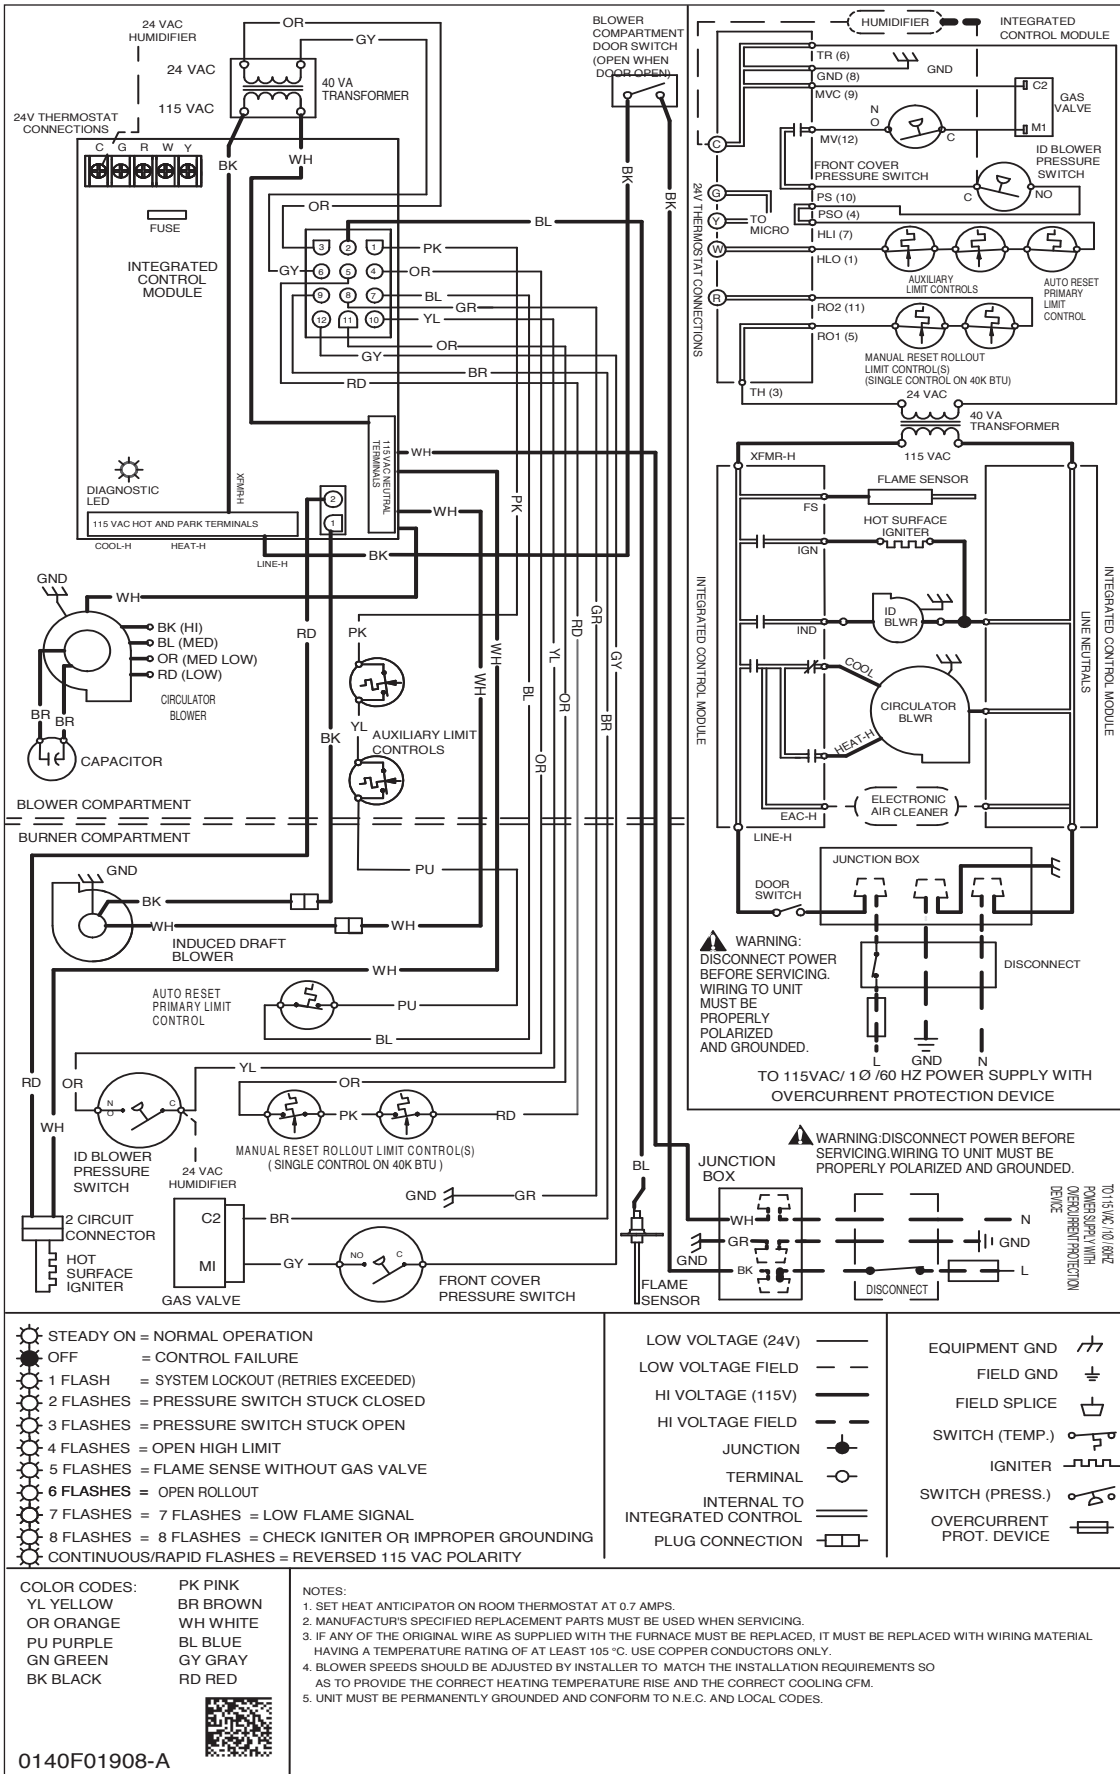 24 VAC
HUMIDIFIER
OR
GY
24 VAC
115 VAC
40 VA
TRANSFORMER
BLOWER
COMPARTMENT
DOOR SWITCH
(OPEN WHEN
DOOR OPEN)
24V THERMOSTAT
CONNECTIONS
C G R W Y
BK
WH
BK
BK
FUSE
OR
BL
INTEGRATED
CONTROL
MODULE
3 2 1
PK
GY
6 5 4
OR
9 8 7
BL
GR
12 11 10
YL
OR
GY
BR
RD
115 VAC NEUTRAL
TERMINALS
WH
WH
PK
DIAGNOSTIC
LED
XFMR-H
2
1
115 VAC HOT AND PARK TERMINALS
COOL-H
HEAT-H
LINE-H
BK
GND
WH
BK (HI)
BL (MED)
OR (MED LOW)
RD (LOW)
CIRCULATOR
BLOWER
BR
BR
CAPACITOR
RD
BK
PK
YL
AUXILIARY LIMIT
CONTROLS
WH
WH
BL
OR
YL
OR
RD
GR
BR
GY
BLOWER COMPARTMENT
BURNER COMPARTMENT
GND
PU
BK
WH
WH
INDUCED DRAFT
BLOWER
WH
AUTO RESET
PRIMARY LIMIT
CONTROL
PU
BL
YL
RD
OR
WH
OR
N
O
C
PK
RD
ID BLOWER
PRESSURE
SWITCH
24 VAC
HUMIDIFIER
MANUAL RESET ROLLOUT LIMIT CONTROL(S)
( SINGLE CONTROL ON 40K BTU )
GND
GR
2 CIRCUIT
CONNECTOR
HOT
SURFACE
IGNITER
C2
MI
BR
GY
GAS VALVE
NO
C
FRONT COVER
PRESSURE SWITCH
BL
FLAME
SENSOR
HUMIDIFIER
INTEGRATED
CONTROL MODULE
TR (6)
GND (8)
GND
MVC (9)
C2
GAS
VALVE
M1
N
O
C
MV(12)
C
FRONT COVER
PRESSURE SWITCH
ID BLOWER
PRESSURE
SWITCH
C
NO
PS (10)
PSO (4)
HLI (7)
HLO (1)
G
Y
TO
MICRO
W
R
24V THERMOSTAT CONNECTIONS
AUXILIARY
LIMIT CONTROLS
AUTO RESET
PRIMARY
LIMIT
CONTROL
RO2 (11)
RO1 (5)
MANUAL RESET ROLLOUT
LIMIT CONTROL(S)
(SINGLE CONTROL ON 40K BTU)
TH (3)
24 VAC
40 VA
TRANSFORMER
115 VAC
XFMR-H
FLAME SENSOR
FS
HOT SURFACE
IGNITER
IGN
ID
BLWR
IND
COOL
CIRCULATOR
BLWR
HEAT-H
ELECTRONIC
AIR CLEANER
EAC-H
LINE-H
INTEGRATED CONTROL MODULE
LINE NEUTRALS
INTEGRATED CONTROL MODULE
JUNCTION BOX
DOOR
SWITCH
WARNING:
DISCONNECT POWER
BEFORE SERVICING.
WIRING TO UNIT
MUST BE
PROPERLY
POLARIZED
AND GROUNDED.
DISCONNECT
L
GND
N
TO 115VAC/ 1Ø /60 HZ POWER SUPPLY WITH
OVERCURRENT PROTECTION DEVICE
WARNING:DISCONNECT POWER BEFORE
SERVICING.WIRING TO UNIT MUST BE
PROPERLY POLARIZED AND GROUNDED.
JUNCTION
BOX
WH
GR
GND
BK
N
GND
L
DISCONNECT
TO 115 VAC /1Ø / 60HZ
POWER SUPPLY WITH
OVERCURRENT PROTECTION
DEVICE
STEADY ON = NORMAL OPERATION
OFF = CONTROL FAILURE
1 FLASH = SYSTEM LOCKOUT (RETRIES EXCEEDED)
2 FLASHES = PRESSURE SWITCH STUCK CLOSED
3 FLASHES = PRESSURE SWITCH STUCK OPEN
4 FLASHES = OPEN HIGH LIMIT
5 FLASHES = FLAME SENSE WITHOUT GAS VALVE
6 FLASHES = OPEN ROLLOUT
7 FLASHES = 7 FLASHES = LOW FLAME SIGNAL
8 FLASHES = 8 FLASHES = CHECK IGNITER OR IMPROPER GROUNDING
CONTINUOUS/RAPID FLASHES = REVERSED 115 VAC POLARITY
LOW VOLTAGE (24V)
LOW VOLTAGE FIELD
HI VOLTAGE (115V)
HI VOLTAGE FIELD
JUNCTION
TERMINAL
INTERNAL TO
INTEGRATED CONTROL
PLUG CONNECTION
EQUIPMENT GND
FIELD GND
FIELD SPLICE
SWITCH (TEMP.)
IGNITER
SWITCH (PRESS.)
OVERCURRENT
PROT. DEVICE
COLOR CODES:
YL YELLOW
OR ORANGE
PU PURPLE
GN GREEN
BK BLACK
PK PINK
BR BROWN
WH WHITE
BL BLUE
GY GRAY
RD RED
0140F01908-A
NOTES:
1. SET HEAT ANTICIPATOR ON ROOM THERMOSTAT AT 0.7 AMPS.
2. MANUFACTUR'S SPECIFIED REPLACEMENT PARTS MUST BE USED WHEN SERVICING.
3. IF ANY OF THE ORIGINAL WIRE AS SUPPLIED WITH THE FURNACE MUST BE REPLACED, IT MUST BE REPLACED WITH WIRING MATERIAL
HAVING A TEMPERATURE RATING OF AT LEAST 105 °C. USE COPPER CONDUCTORS ONLY.
4. BLOWER SPEEDS SHOULD BE ADJUSTED BY INSTALLER TO MATCH THE INSTALLATION REQUIREMENTS SO
AS TO PROVIDE THE CORRECT HEATING TEMPERATURE RISE AND THE CORRECT COOLING CFM.
5. UNIT MUST BE PERMANENTLY GROUNDED AND CONFORM TO N.E.C. AND LOCAL CODES.